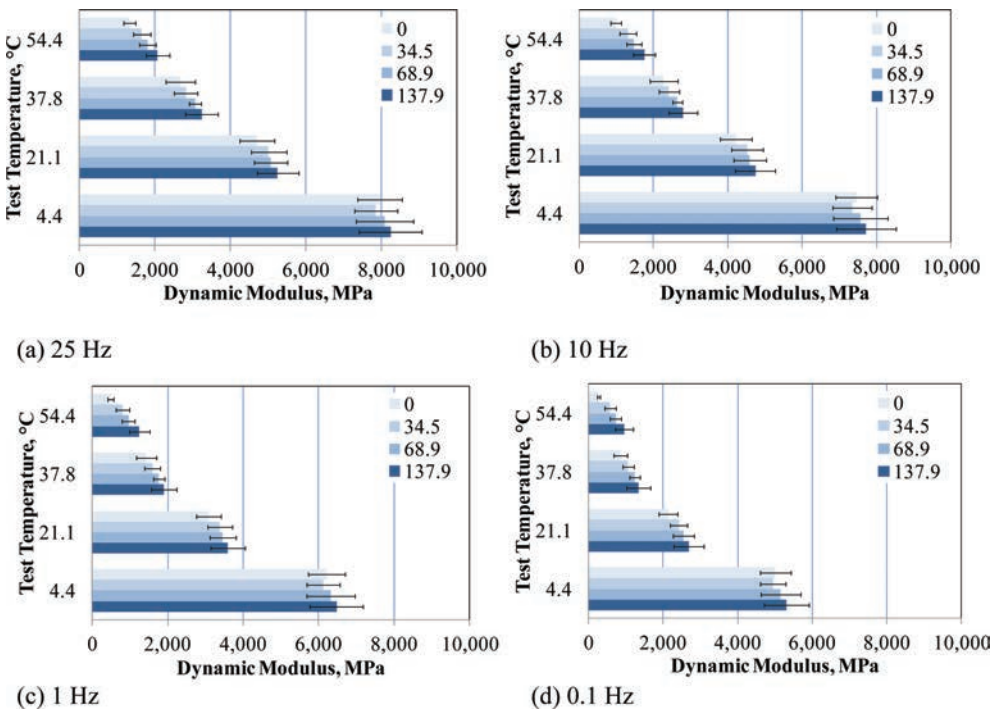 Test Temperature, °C
54.4
37.8
21.1
4.4
0
34.5
68.9
137.9
0 2,000 4,000 6,000 8,000 10,000
Dynamic Modulus, MPa
(a) 25 Hz
Test Temperature, °C
54.4
37.8
21.1
4.4
0
34.5
68.9
137.9
0 2,000 4,000 6,000 8,000 10,000
Dynamic Modulus, MPa
(b) 10 Hz
Test Temperature, °C
54.4
37.8
21.1
4.4
0
34.5
68.9
137.9
0 2,000 4,000 6,000 8,000 10,000
Dynamic Modulus, MPa
(c) 1 Hz
Test Temperature, °C
54.4
37.8
21.1
4.4
0
34.5
68.9
137.9
0 2,000 4,000 6,000 8,000 10,000
Dynamic Modulus, MPa
(d) 0.1 Hz